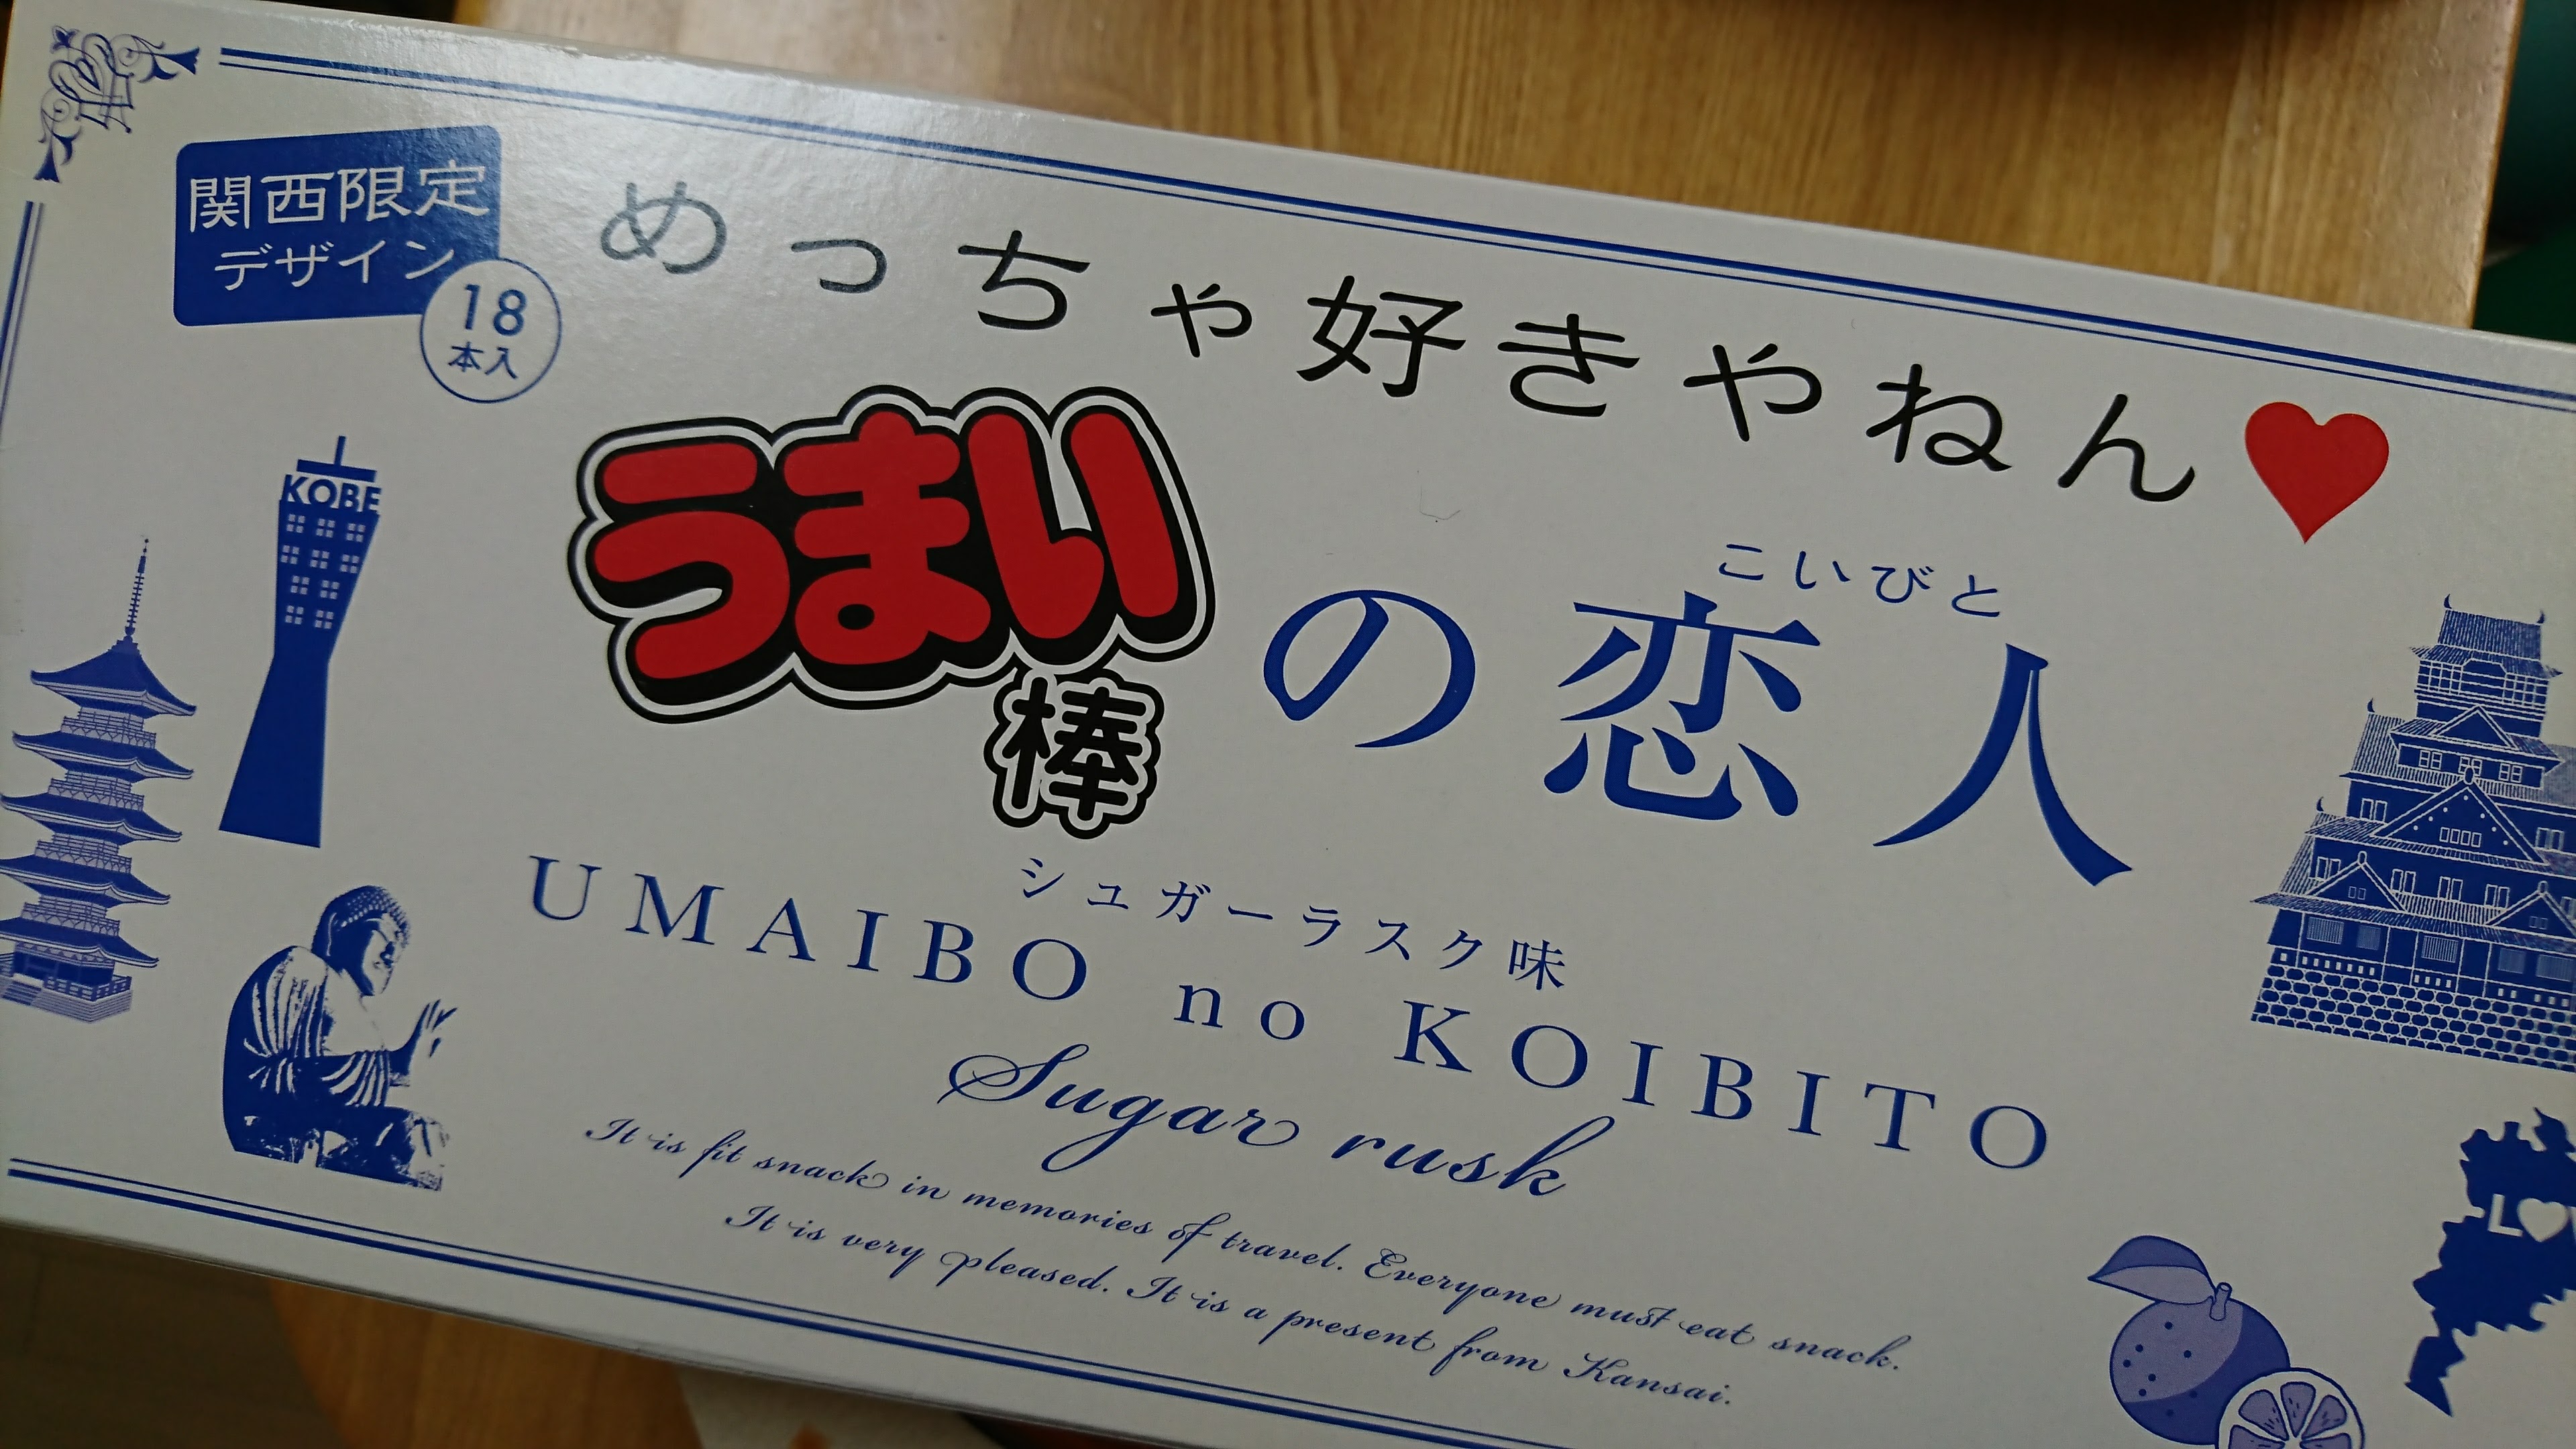 関西限定
デザイン
18
本入
めっちゃ好きやねん
KOBE
こいびと
うまい棒の恋人
シュガーラスク味
UMAIBO no KOIBITO
Sugar rusk
It is fit snack in memories of travel. Everyone must eat snack.
It is very pleased. It is a present from Kansai.